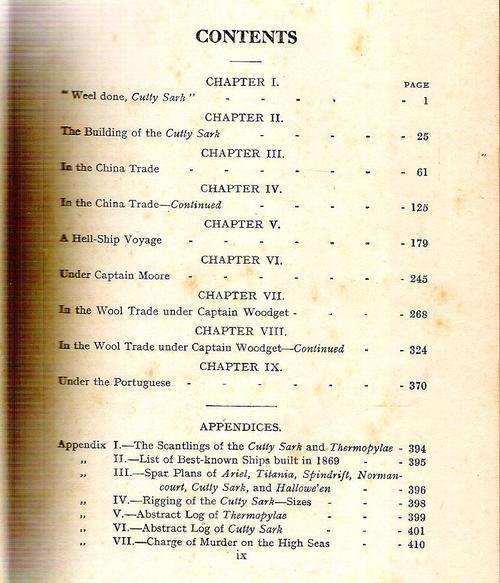 CONTENTS
CHAPTER I.
PAGE
"Weel done, Cutty Sark" - - - - - 1
CHAPTER II.
The Building of the Cutty Sark - - - - - 25
CHAPTER III.
In the China Trade - - - - - - - 61
CHAPTER IV.
In the China Trade—Continued - - - - - 125
CHAPTER V.
A Hell-Ship Voyage - - - - - - - 179
CHAPTER VI.
Under Captain Moore - - - - - - - 245
CHAPTER VII.
In the Wool Trade under Captain Woodget - - - - 268
CHAPTER VIII.
In the Wool Trade under Captain Woodget—Continued - - 324
CHAPTER IX.
Under the Portuguese - - - - - - - 370
APPENDICES.
Appendix I.—The Scantlings of the Cutty Sark and Thermopylae - 394
„ II.—List of Best-known Ships built in 1869 - - 395
„ III.—Spar Plans of Ariel, Titania, Spindrift, Norman-
court, Cutty Sark, and Hallowe'en - - 396
„ IV.—Rigging of the Cutty Sark—Sizes - - - 398
„ V.—Abstract Log of Thermopylae - - - 399
„ VI.—Abstract Log of Cutty Sark - - - 401
„ VII.—Charge of Murder on the High Seas - - - 410
ix